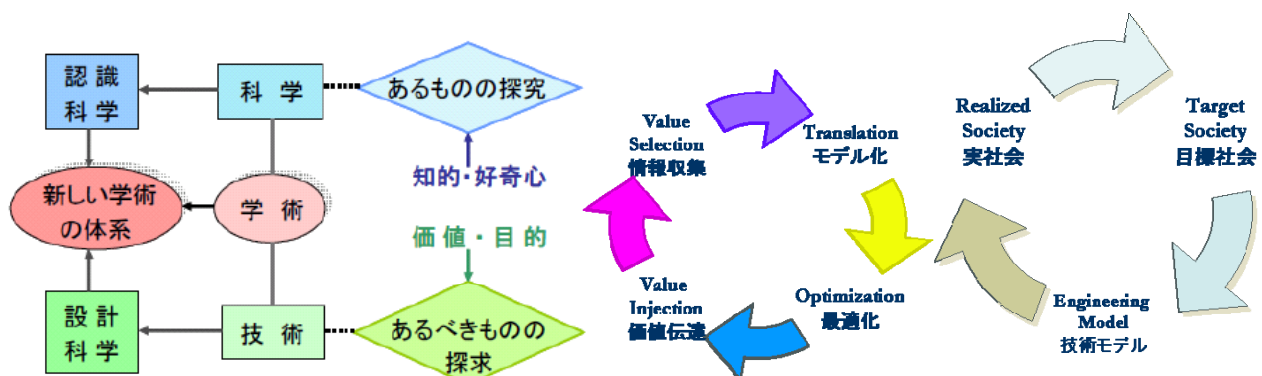 認 識
科 学
科 学
あるものの探究
新しい学術
の体系
学 術
知的・好奇心
価 値 ・ 目 的
設 計
科 学
技 術
あるべきものの
探求
Value
Selection
情報収集
Translation
モデル化
Value
Injection
価値伝達
Optimization
最適化
Realized
Society
実社会
Target
Society
目標社会
Engineering
Model
技術モデル